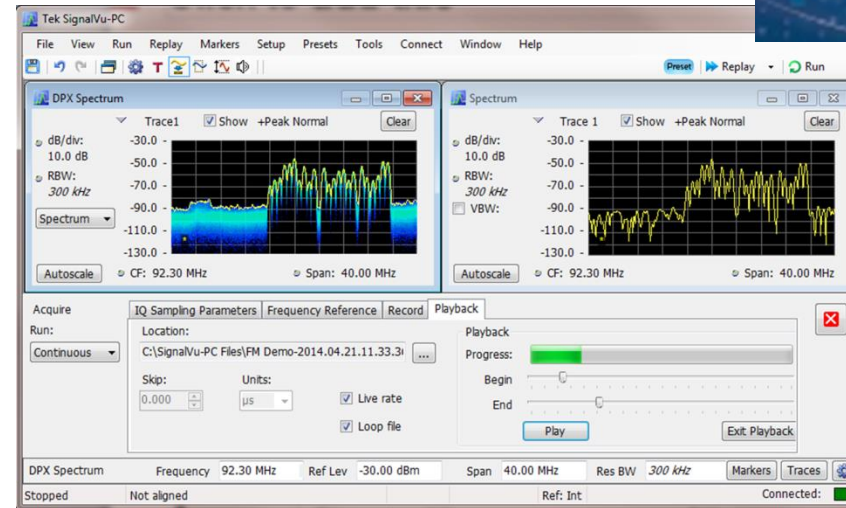 Tek SignalVu-PC
File View Run Replay Markers Setup Presets Tools Connect Window Help
T Preset Replay Run
DPX Spectrum
Trace1 Show +Peak Normal Clear
dB/div: -30.0
10.0 dB -50.0
RBW: -70.0
300 kHz
-90.0
Spectrum
-110.0
-130.0
Autoscale CF: 92.30 MHz Span: 40.00 MHz
Spectrum
Trace 1 Show +Peak Normal Clear
dB/div: -30.0
10.0 dB -50.0
RBW: -70.0
300 kHz
VBW: -90.0
-110.0
-130.0
Autoscale CF: 92.30 MHz Span: 40.00 MHz
Acquire IQ Sampling Parameters Frequency Reference Record Playback
Run:
Continuous
Location:
C:\SignalVu-PC Files\FM Demo-2014.04.21.11.33.3 ...
Skip: Units:
0.000 µs
Live rate
Loop file
Playback
Progress:
Begin
End
Play Exit Playback
DPX Spectrum Frequency 92.30 MHz Ref Lev -30.00 dBm Span 40.00 MHz Res BW 300 kHz Markers Traces
Stopped Not aligned Ref: Int Connected: